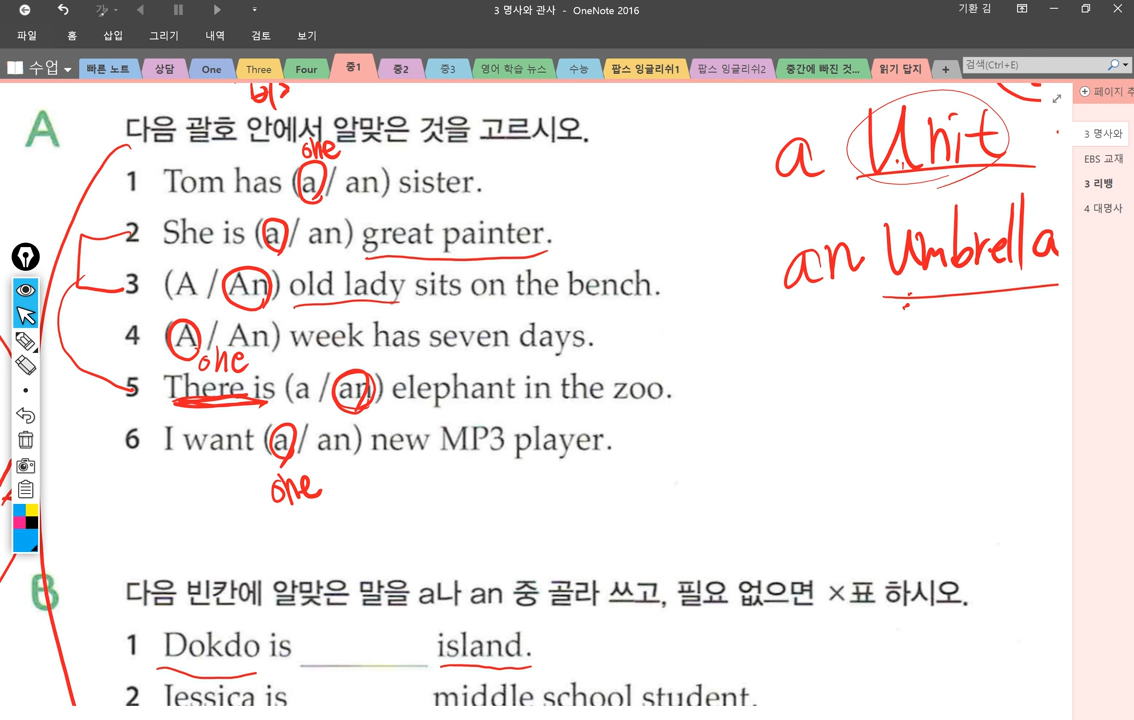 3 명사와 관사 - OneNote 2016
기환 김
파일 홈 삽입 그리기 내역 검토 보기
수업 빠른 노트 상담 One Three Four 중1 중2 중3 영어 학습 뉴스 수능 팝스 잉글리쉬1 팝스 잉글리쉬2 중간에 빠진 것... 읽기 답지 + 검색(Ctrl+E)
페이지 추
3 명사와
EBS 교재
3 리뱅
4 대명사
A 다음 괄호 안에서 알맞은 것을 고르시오.
one
1 Tom has (a / an) sister.
2 She is (a / an) great painter.
3 (A / An) old lady sits on the bench.
4 (A / An) week has seven days.
one
5 There is (a / an) elephant in the zoo.
6 I want (a / an) new MP3 player.
one
a Unit
an Umbrella
B 다음 빈칸에 알맞은 말을 a나 an 중 골라 쓰고, 필요 없으면 ×표 하시오.
1 Dokdo is ________ island.
2 Jessica is middle school student.